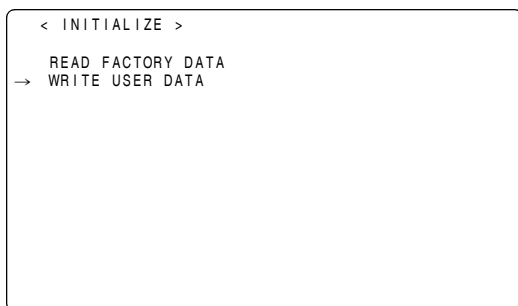 < INITIALIZE >
READ FACTORY DATA
→ WRITE USER DATA